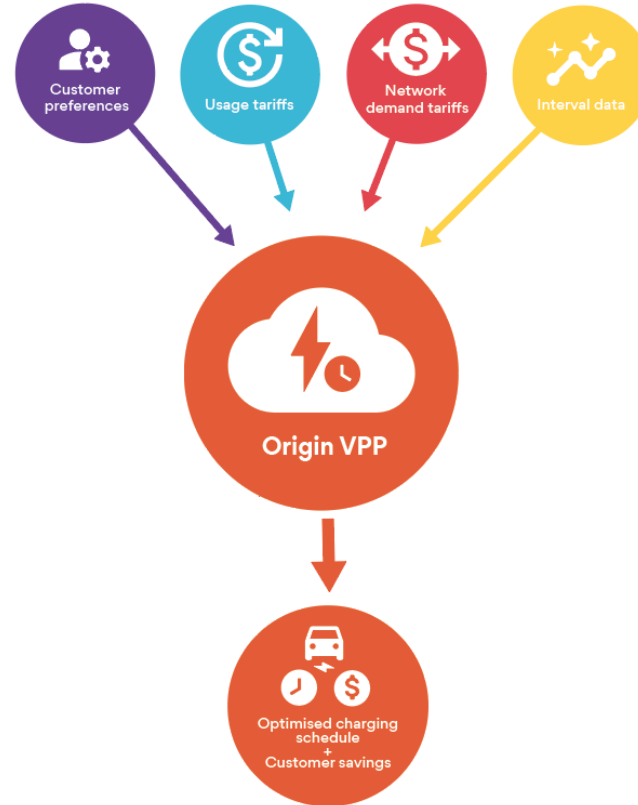 Customer
preferences
Usage tariffs
Network
demand tariffs
Interval data
Origin VPP
Optimised charging
schedule
+
Customer savings